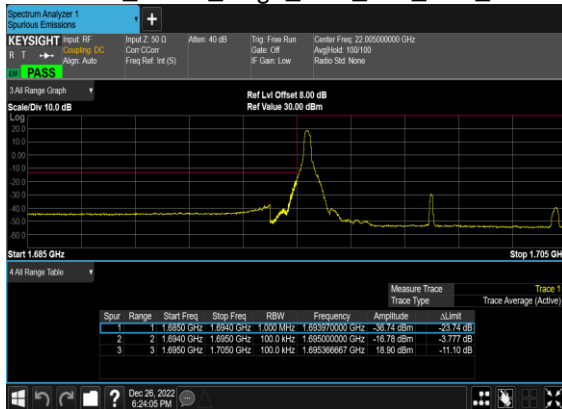 Spectrum Analyzer 1
Spurious Emissions
+
KEYSIGHT Input: RF Input Z: 50 Ω Atten: 40 dB Trig: Free Run Center Freq: 22.005000000 GHz
R T Coupling: DC Corr CCorr Gate: Off Avg|Hold: 100/100
Align: Auto Freq Ref: Int (S) IF Gain: Low Radio Std: None
PASS
3 All Range Graph
Ref Lvl Offset 8.00 dB
Scale/Div 10.0 dB Ref Value 30.00 dBm
Log
20.0
10.0
0.00
-10.0
-20.0
-30.0
-40.0
-50.0
-60.0
Start 1.685 GHz Stop 1.705 GH
4 All Range Table
Measure Trace Trace 1
Trace Type Trace Average (Active)
Spur Range Start Freq Stop Freq RBW Frequency Amplitude ΔLimit
1 1 1.6850 GHz 1.6940 GHz 1.000 MHz 1.693970000 GHz -36.74 dBm -23.74 dB
2 2 1.6940 GHz 1.6950 GHz 100.0 kHz 1.695000000 GHz -16.78 dBm -3.777 dB
3 3 1.6950 GHz 1.7050 GHz 100.0 kHz 1.695366667 GHz 18.90 dBm -11.10 dB
? Dec 26, 2022
6:24:05 PM